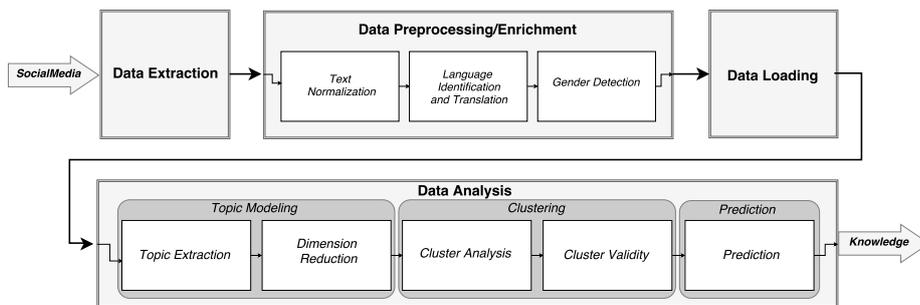 SocialMedia
Data Extraction
Data Preprocessing/Enrichment
Text
Normalization
Language
Identification
and Translation
Gender Detection
Data Loading
Data Analysis
Topic Modeling
Topic Extraction
Dimension
Reduction
Clustering
Cluster Analysis
Cluster Validity
Prediction
Prediction
Knowledge